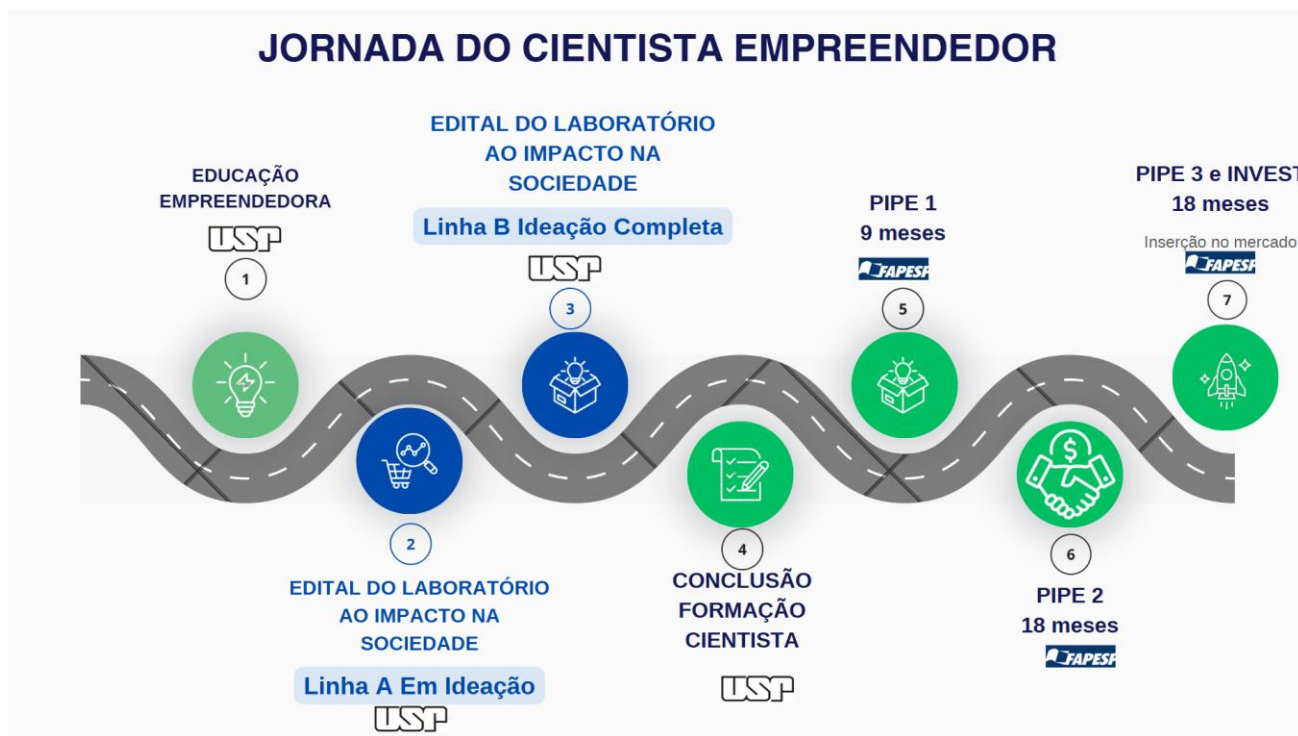 JORNADA DO CIENTISTA EMPREENDEDOR
EDUCAÇÃO
EMPREENDEDORA
USP
1
2
EDITAL DO LABORATÓRIO
AO IMPACTO NA
SOCIEDADE
Linha A Em Ideação
USP
EDITAL DO LABORATÓRIO
AO IMPACTO NA
SOCIEDADE
Linha B Ideação Completa
USP
3
4
CONCLUSÃO
FORMAÇÃO
CIENTISTA
USP
PIPE 1
9 meses
FAPESP
5
$
6
PIPE 2
18 meses
FAPESP
PIPE 3 e INVEST
18 meses
Inserção no mercado
FAPESP
7